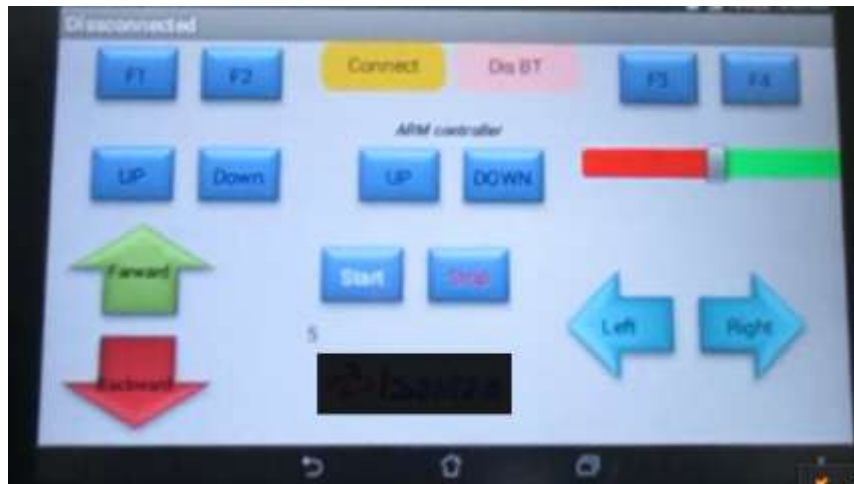 Dissconnected
F1 F2 Connect Dis BT F3 F4
ARM controller
UP Down UP DOWN
Farward Start Stop
Left Right
5
Backward